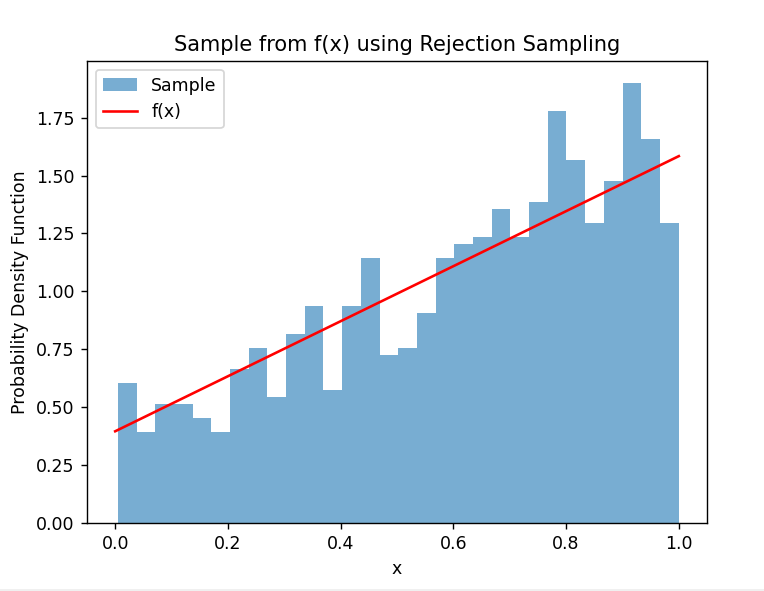 Sample from f(x) using Rejection Sampling
Sample
f(x)
Probability Density Function
1.75
1.50
1.25
1.00
0.75
0.50
0.25
0.00
0.0 0.2 0.4 0.6 0.8 1.0
x